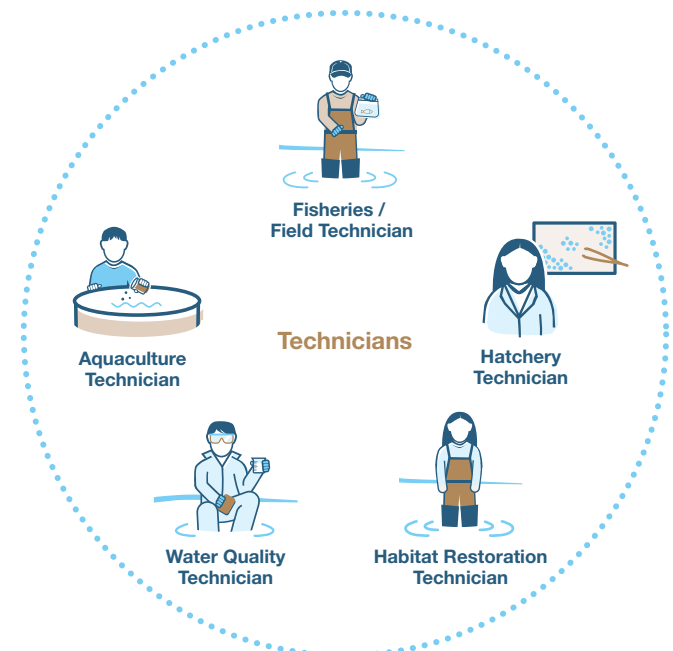 Fisheries /
Field Technician
Aquaculture
Technician
Technicians
Hatchery
Technician
Water Quality
Technician
Habitat Restoration
Technician